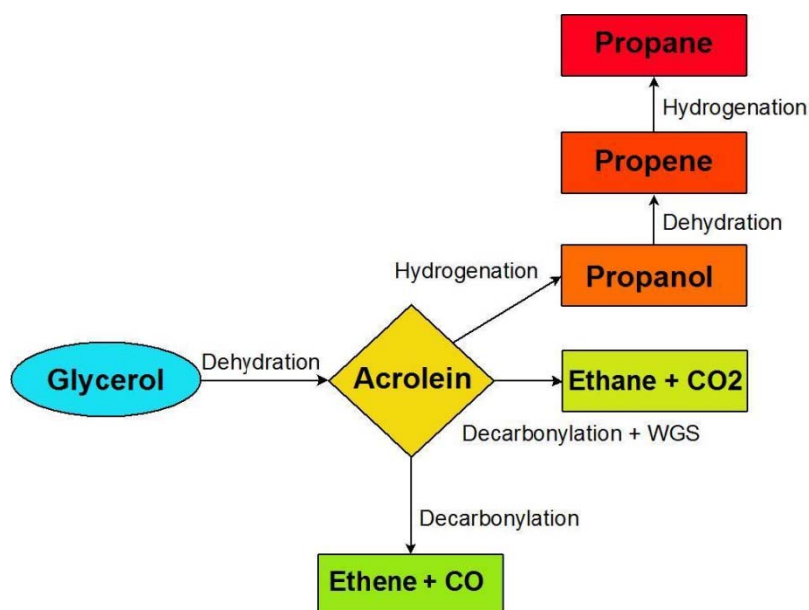 Propane
Hydrogenation
Propene
Dehydration
Hydrogenation
Propanol
Glycerol
Dehydration
Acrolein
Ethane + CO2
Decarbonylation + WGS
Decarbonylation
Ethene + CO